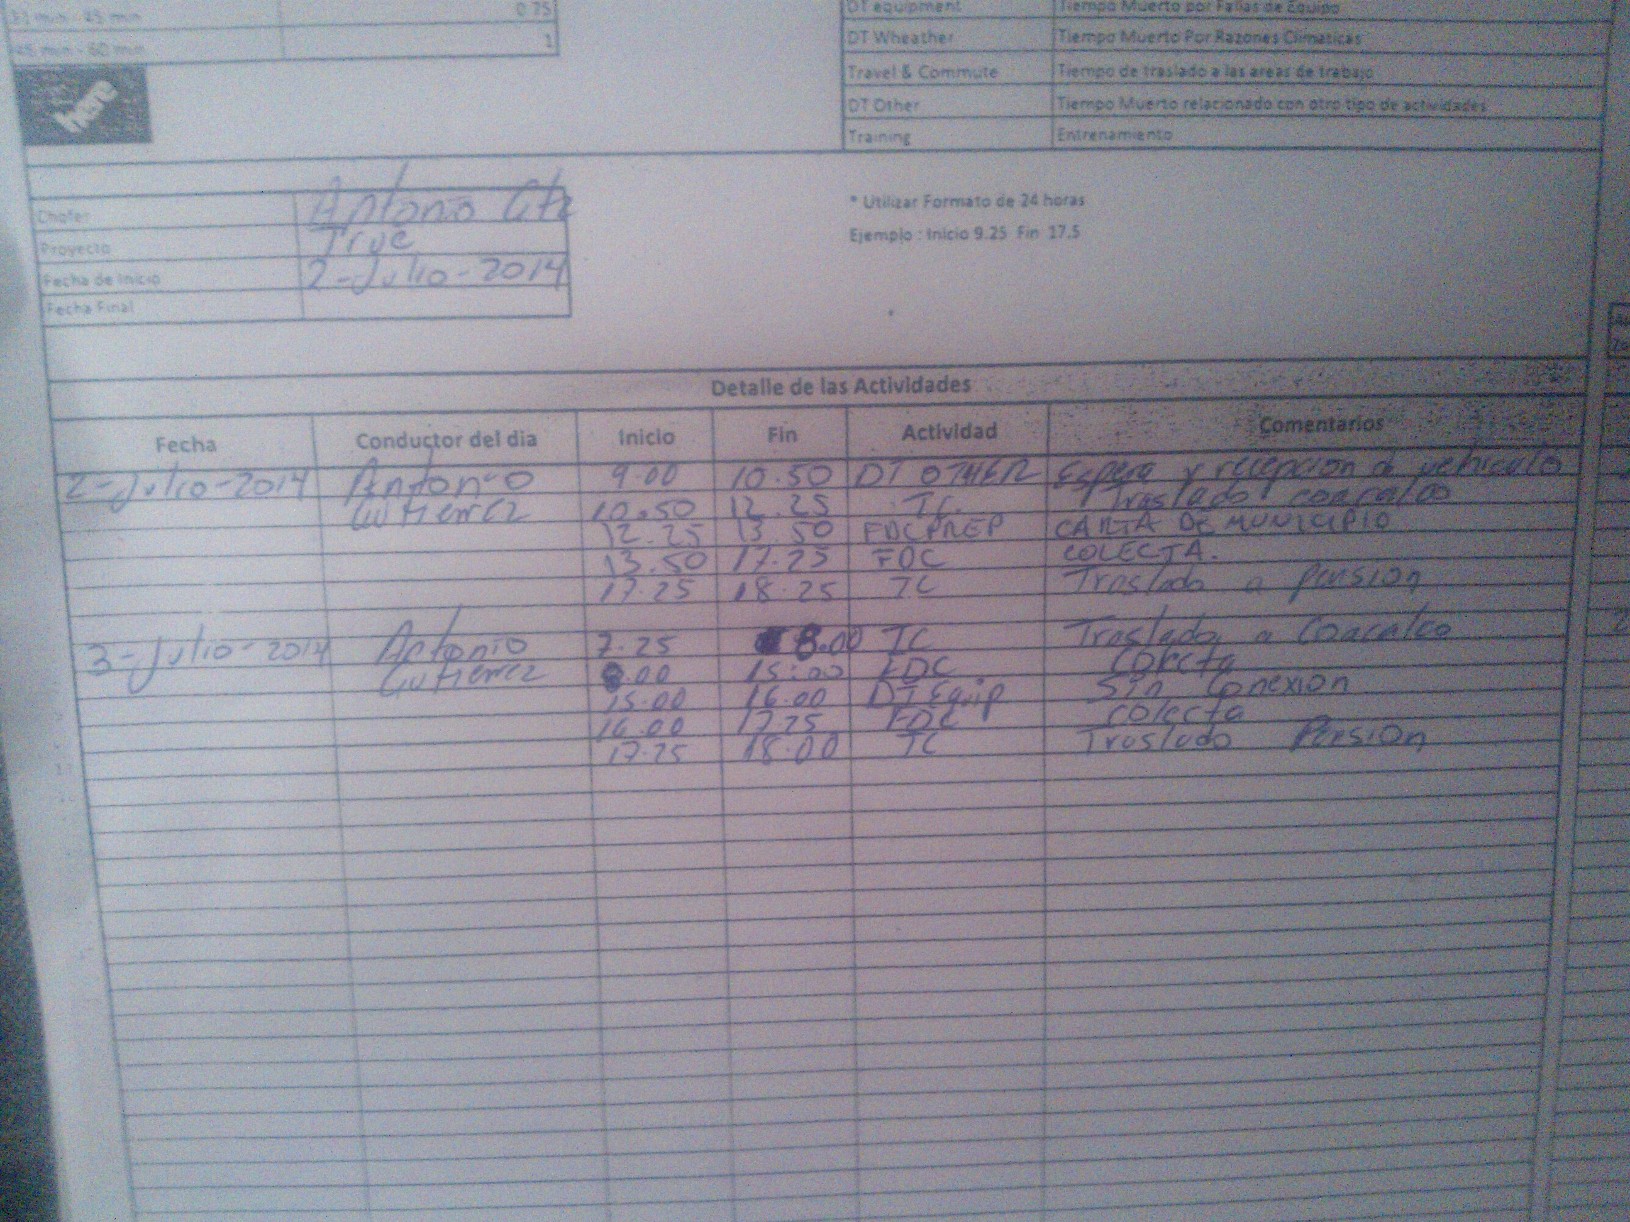 31 min - 45 min 0.75
45 min - 60 min 1
DT equipment Tiempo Muerto por Fallas de Equipo
DT Wheather Tiempo Muerto Por Razones Climaticas
Travel & Commute Tiempo de traslado a las areas de trabajo
DT Other Tiempo Muerto relacionado con otro tipo de actividades
Training Entrenamiento
here
Chofer Antonio Gtz
Proyecto True
Fecha de Inicio 2-Julio-2014
Fecha Final
* Utilizar Formato de 24 horas
Ejemplo : Inicio 9.25 Fin 17.5
Detalle de las Actividades
Fecha Conductor del dia Inicio Fin Actividad Comentarios
2-Julio-2014 Antonio 9.00 10.50 DT OTHER Espera y recepcion de vehiculo
Gutierrez 10.50 12.25 TC. Traslado coacalco
12.25 13.50 FDCPREP CARTA DE MUNICIPIO
13.50 17.25 FDC COLECTA.
17.25 18.25 TC Traslado a Pension
3-Julio-2014 Antonio 7.25 8.00 TC Traslado a Coacalco
Gutierrez 8.00 15:00 FDC Colecta
15.00 16.00 DT Equip Sin Conexion
16.00 17.25 FDC colecta
17.25 18.00 TC Traslado Pension